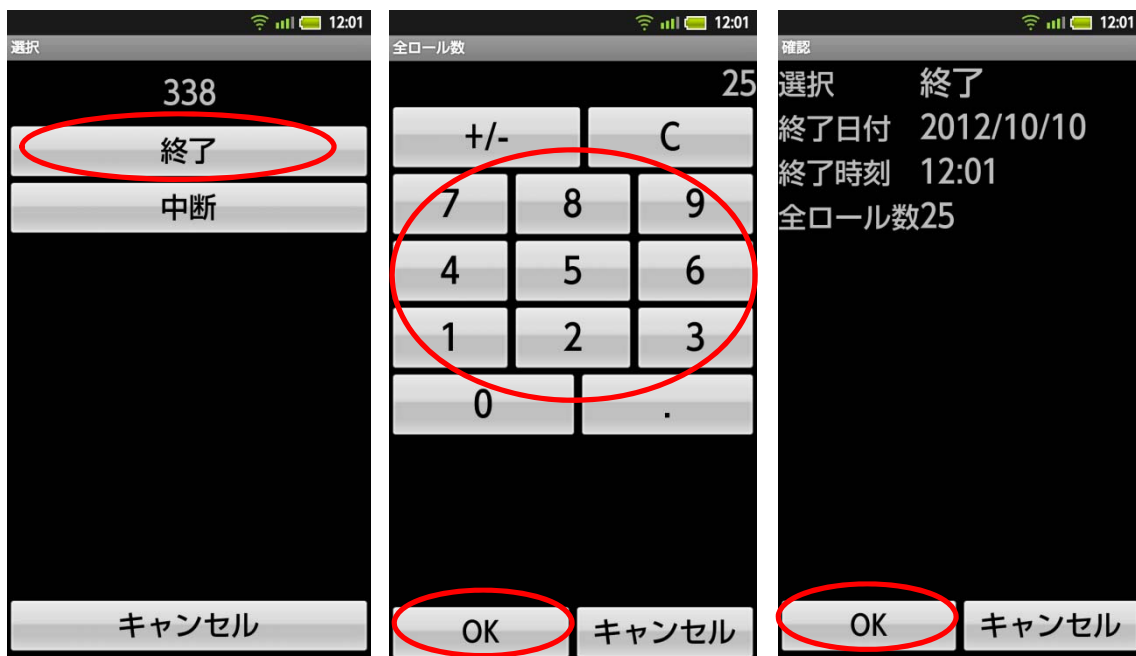 12:01
選択
338
終了
中断
キャンセル
12:01
全ロール数
25
+/- C
7 8 9
4 5 6
1 2 3
0 .
OK キャンセル
12:01
確認
選択 終了
終了日付 2012/10/10
終了時刻 12:01
全ロール数25
OK キャンセル